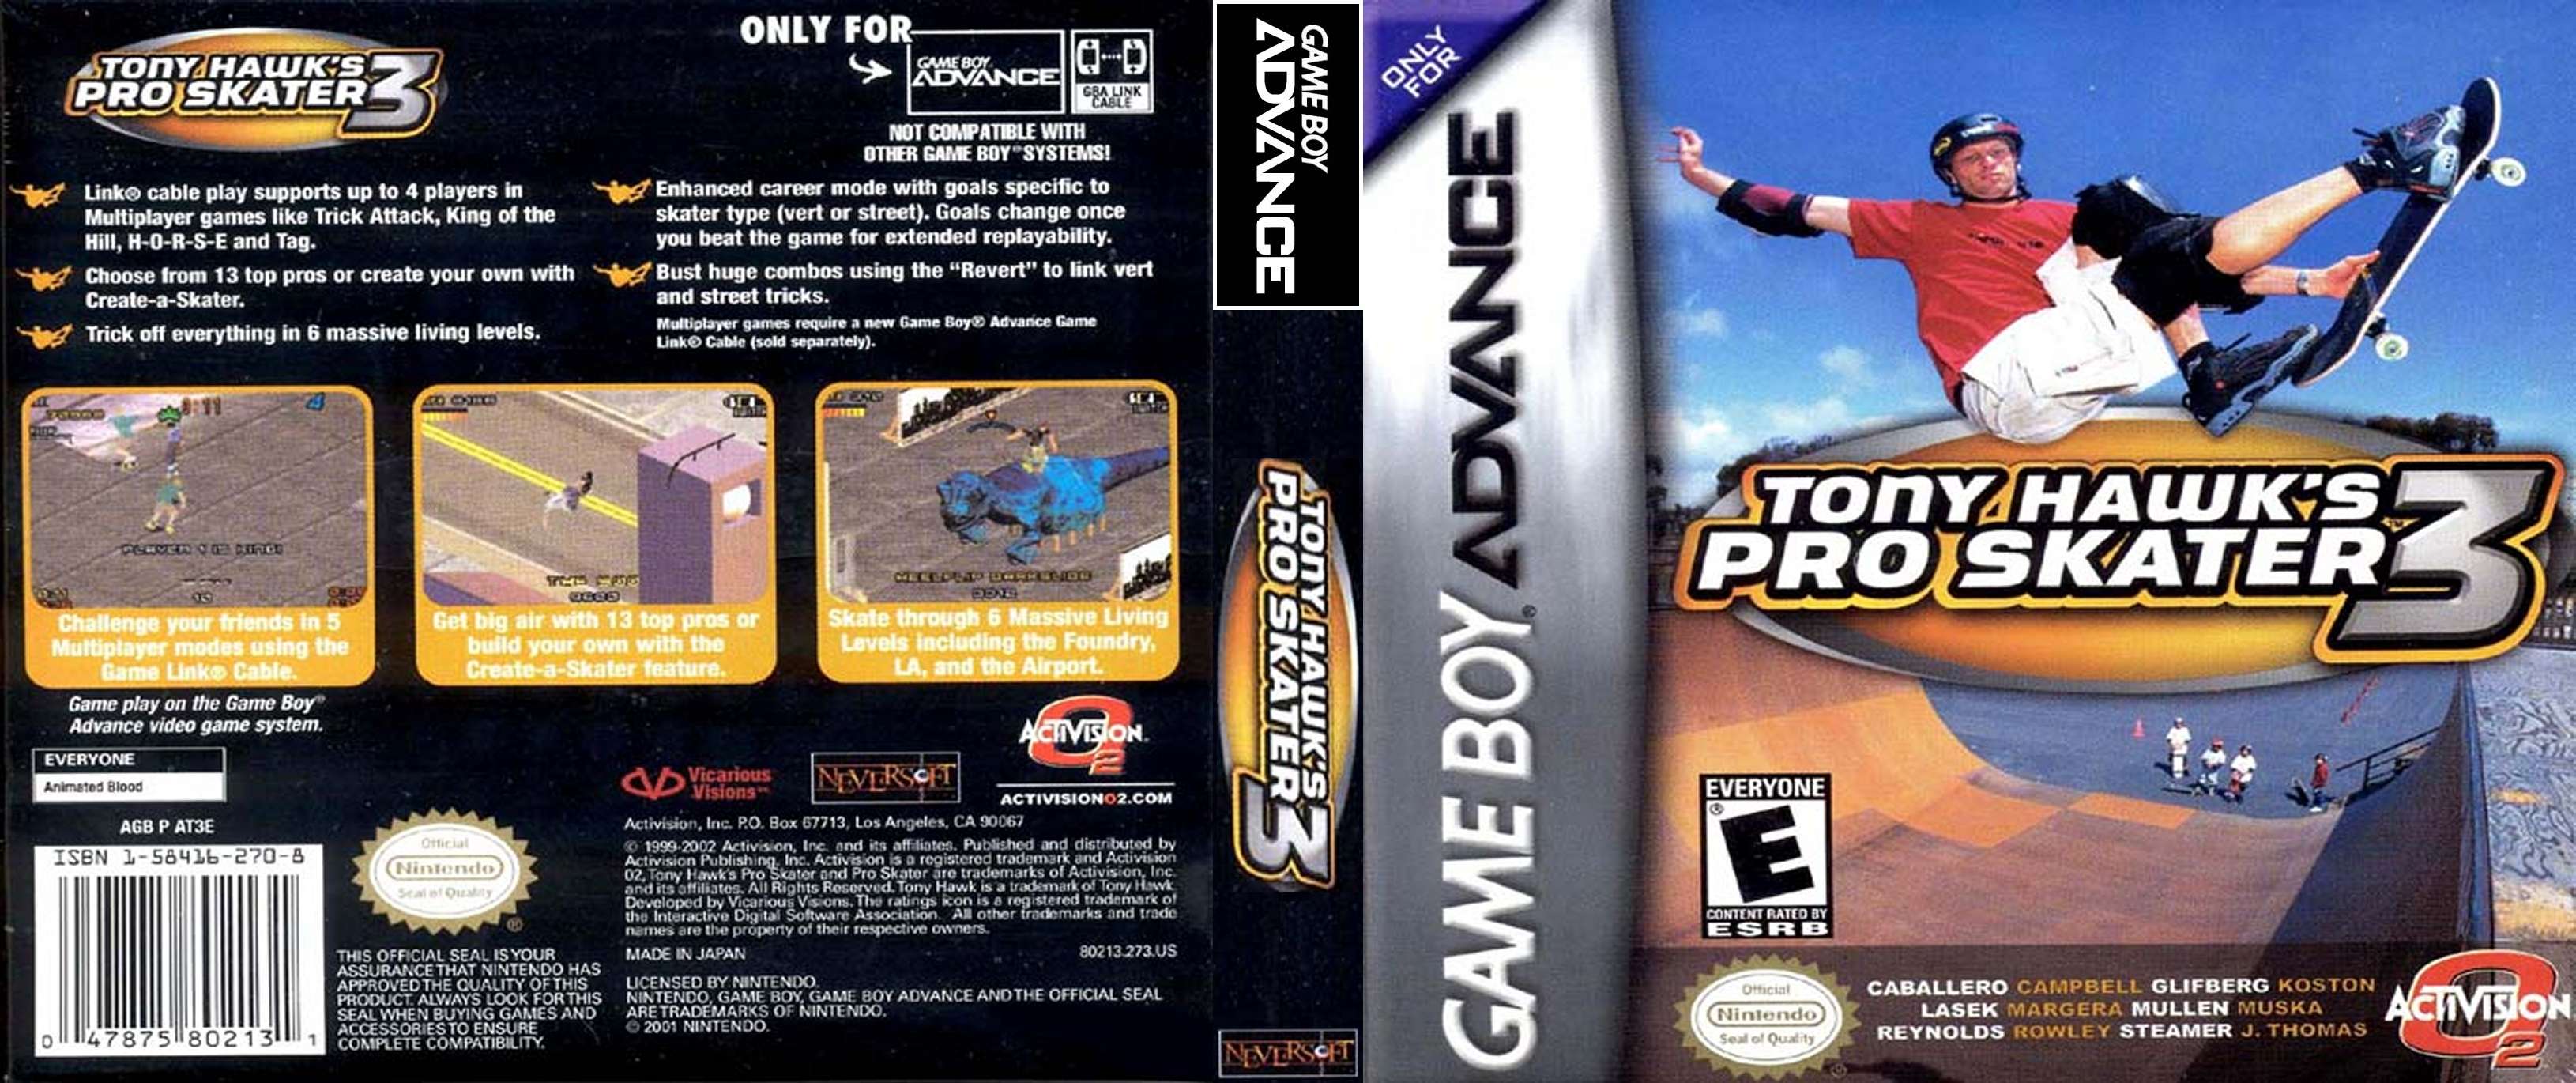 TONY HAWK'S
PRO SKATER 3
ONLY FOR
GAME BOY
ADVANCE
GBA LINK
CABLE
NOT COMPATIBLE WITH
OTHER GAME BOY® SYSTEMS!
Link® cable play supports up to 4 players in
Multiplayer games like Trick Attack, King of the
Hill, H-O-R-S-E and Tag.
Choose from 13 top pros or create your own with
Create-a-Skater.
Trick off everything in 6 massive living levels.
Enhanced career mode with goals specific to
skater type (vert or street). Goals change once
you beat the game for extended replayability.
Bust huge combos using the “Revert” to link vert
and street tricks.
Multiplayer games require a new Game Boy® Advance Game
Link® Cable (sold separately).
0:11
4
PLAYER 1 IS KING!
10
HEELFLIP DARKSLIDE
Challenge your friends in 5
Multiplayer modes using the
Game Link® Cable.
Get big air with 13 top pros or
build your own with the
Create-a-Skater feature.
Skate through 6 Massive Living
Levels including the Foundry,
LA, and the Airport.
Game play on the Game Boy®
Advance video game system.
EVERYONE
Animated Blood
AGB P AT3E
ISBN 1-58416-270-8
0 47875 80213 1
Official
Nintendo
Seal of Quality
®
THIS OFFICIAL SEAL IS YOUR
ASSURANCE THAT NINTENDO HAS
APPROVED THE QUALITY OF THIS
PRODUCT. ALWAYS LOOK FOR THIS
SEAL WHEN BUYING GAMES AND
ACCESSORIES TO ENSURE
COMPLETE COMPATIBILITY.
Vicarious
Visions
NEVERSOFT
ACTIVISION
O2
ACTIVISIONO2.COM
Activision, Inc. P.O. Box 67713, Los Angeles, CA 90067
© 1999-2002 Activision, Inc. and its affiliates. Published and distributed by
Activision Publishing, Inc. Activision is a registered trademark and Activision
O2, Tony Hawk's Pro Skater and Pro Skater are trademarks of Activision, Inc.
and its affiliates. All Rights Reserved. Tony Hawk is a trademark of Tony Hawk.
Developed by Vicarious Visions. The ratings icon is a registered trademark of
the Interactive Digital Software Association. All other trademarks and trade
names are the property of their respective owners.
MADE IN JAPAN 80213.273.US
LICENSED BY NINTENDO.
NINTENDO, GAME BOY, GAME BOY ADVANCE AND THE OFFICIAL SEAL
ARE TRADEMARKS OF NINTENDO.
© 2001 NINTENDO.
GAME BOY
ADVANCE
TONY HAWK'S
PRO SKATER 3
NEVERSOFT
ONLY
FOR
GAME BOY® ADVANCE
TONY HAWK'S
PRO SKATER™ 3
EVERYONE
E
®
CONTENT RATED BY
ESRB
Official
Nintendo
Seal of Quality
®
CABALLERO CAMPBELL GLIFBERG KOSTON
LASEK MARGERA MULLEN MUSKA
REYNOLDS ROWLEY STEAMER J. THOMAS
ACTIVISION
O2